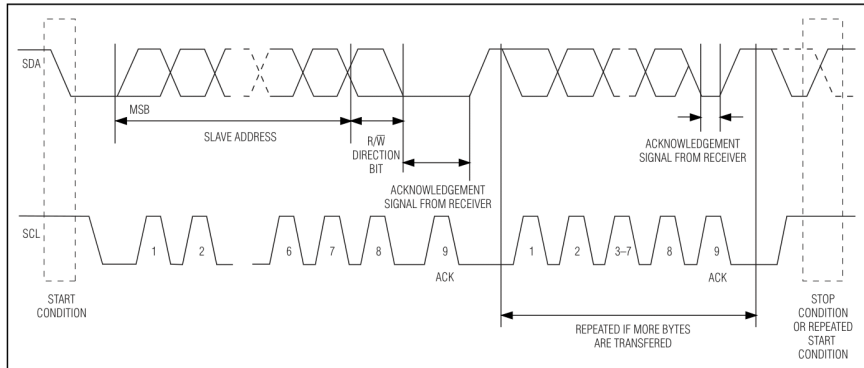 SDA
MSB
SLAVE ADDRESS
R/W̅
DIRECTION
BIT
ACKNOWLEDGEMENT
SIGNAL FROM RECEIVER
ACKNOWLEDGEMENT
SIGNAL FROM RECEIVER
SCL
1
2
6
7
8
9
1
2
3–7
8
9
ACK
ACK
START
CONDITION
REPEATED IF MORE BYTES
ARE TRANSFERED
STOP
CONDITION
OR REPEATED
START
CONDITION